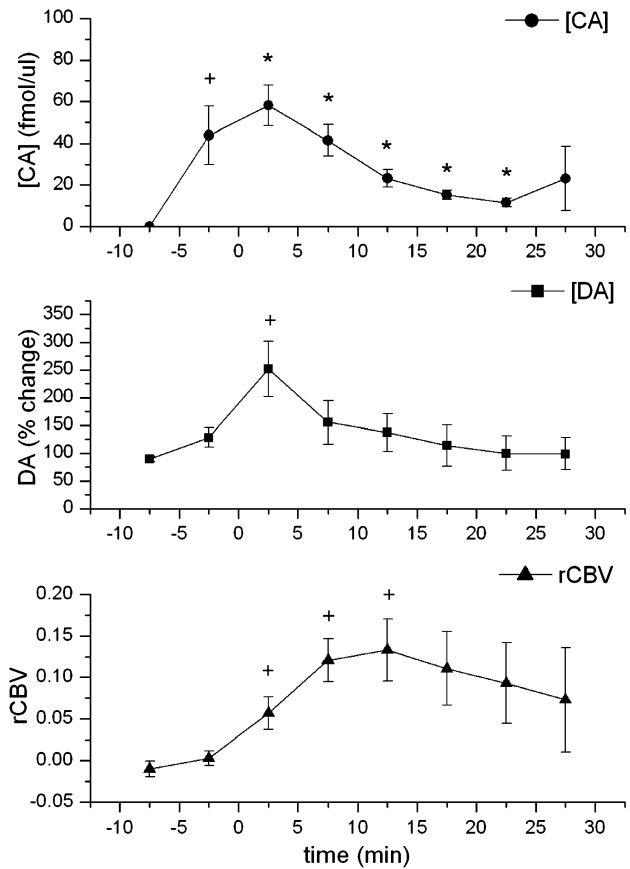 [CA]
[CA] (fmol/ul)
100
80
60
40
20
0
+ * * * * * *
-10 -5 0 5 10 15 20 25 30
[DA]
DA (% change)
350
300
250
200
150
100
50
0
+
-10 -5 0 5 10 15 20 25 30
rCBV
rCBV
0.20
0.15
0.10
0.05
0.00
-0.05
+ + +
-10 -5 0 5 10 15 20 25 30
time (min)